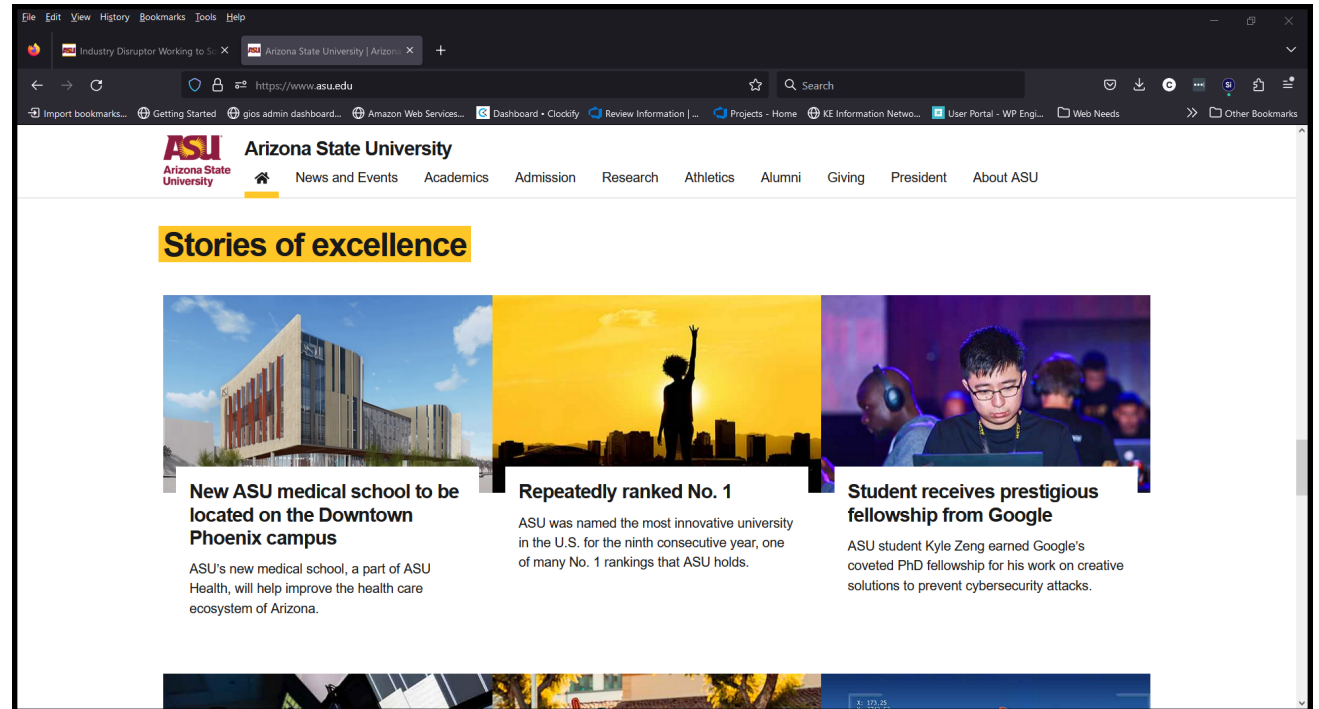 File Edit View History Bookmarks Tools Help
ASU Industry Disruptor Working to So
ASU Arizona State University | Arizona
https://www.asu.edu
Search
C
SI
Import bookmarks... Getting Started gios admin dashboard... Amazon Web Services... Dashboard • Clockify Review Information | ... Projects - Home KE Information Netwo... User Portal - WP Engi... Web Needs Other Bookmarks
ASU
Arizona State
University
Arizona State University
News and Events Academics Admission Research Athletics Alumni Giving President About ASU
Stories of excellence
New ASU medical school to be
located on the Downtown
Phoenix campus
ASU's new medical school, a part of ASU
Health, will help improve the health care
ecosystem of Arizona.
Repeatedly ranked No. 1
ASU was named the most innovative university
in the U.S. for the ninth consecutive year, one
of many No. 1 rankings that ASU holds.
Student receives prestigious
fellowship from Google
ASU student Kyle Zeng earned Google's
coveted PhD fellowship for his work on creative
solutions to prevent cybersecurity attacks.
X: 173.25